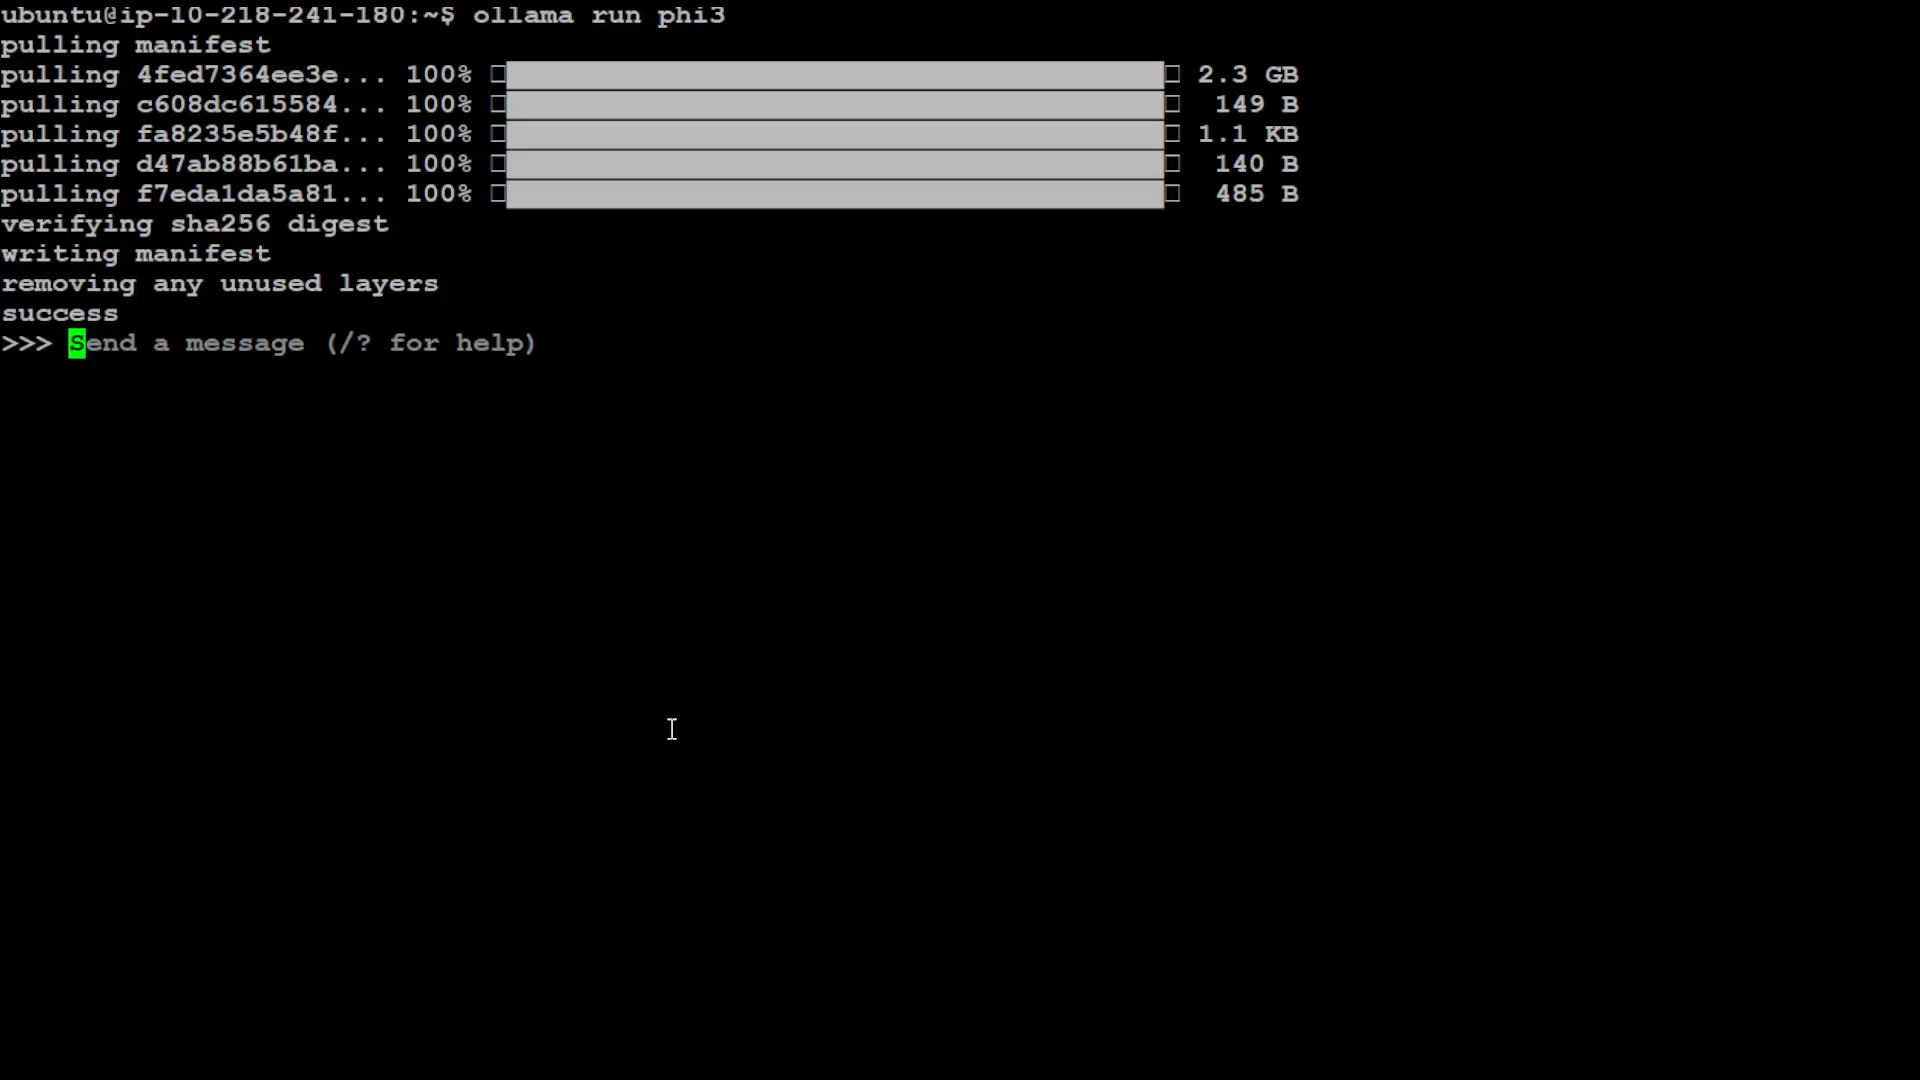 ubuntu@ip-10-218-241-180:~$ ollama run phi3
pulling manifest
pulling 4fed7364ee3e... 100% 2.3 GB
pulling c608dc615584... 100% 149 B
pulling fa8235e5b48f... 100% 1.1 KB
pulling d47ab88b61ba... 100% 140 B
pulling f7eda1da5a81... 100% 485 B
verifying sha256 digest
writing manifest
removing any unused layers
success
>>> Send a message (/? for help)